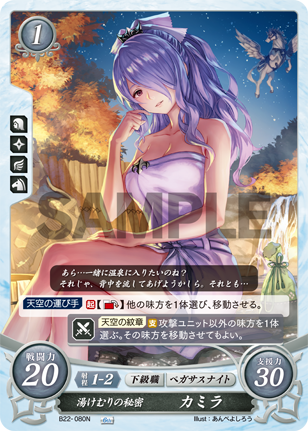 1
SAMPLE
あら…一緒に温泉に入りたいのね?
それじゃ、背中を流してあげようかしら、それとも…
天空の運び手 起【】他の味方を1体選び、移動させる。
天空の紋章 支 攻撃ユニット以外の味方を1体
選ぶ。その味方を移動させてもよい。
戦闘力
20
射程 1-2
下級職
ペガサスナイト
支援力
30
湯けむりの秘密 カミラ
B22-080N
Illust:あんべよしろう